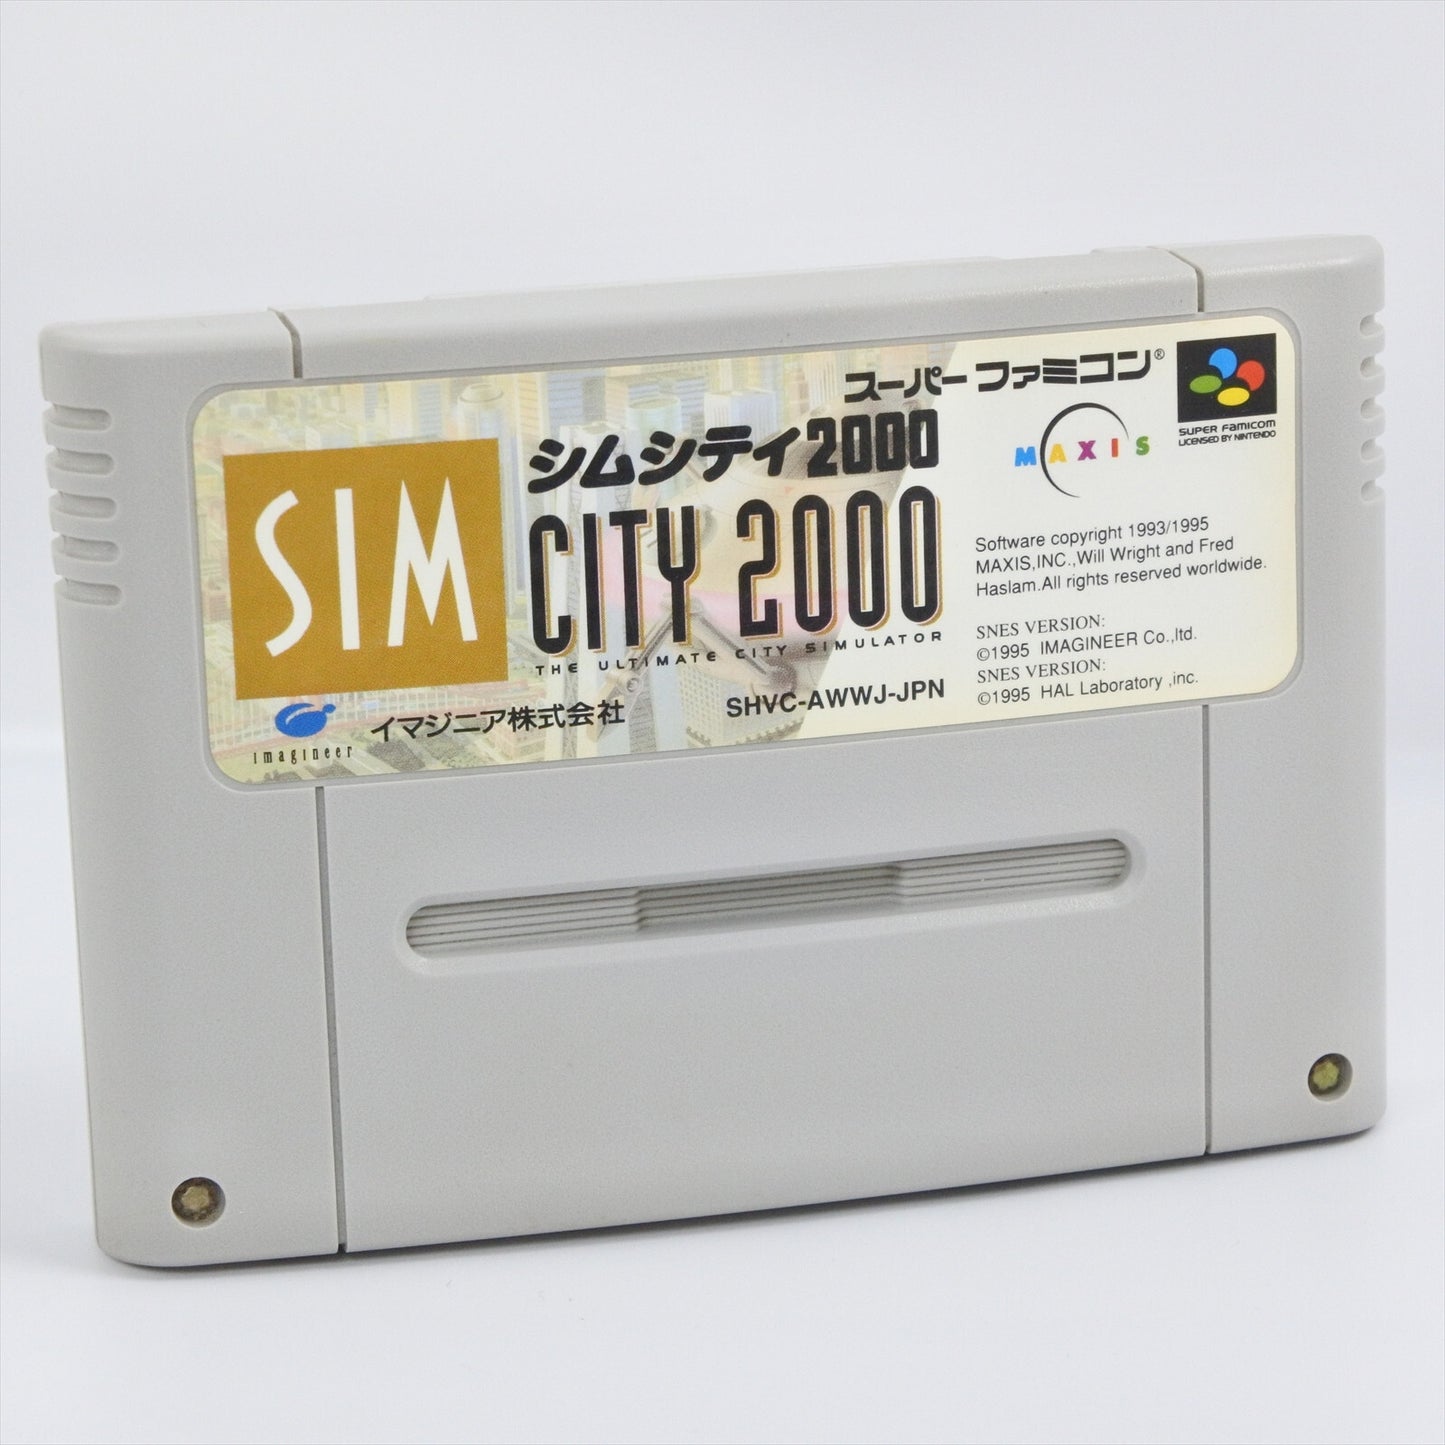 スーパーファミコン®
SUPER FAMICOM
LICENSED BY NINTENDO
MAXIS
SIM
シムシティ2000
CITY 2000
THE ULTIMATE CITY SIMULATOR
Software copyright 1993/1995
MAXIS,INC.,Will Wright and Fred
Haslam.All rights reserved worldwide.
SNES VERSION:
©1995 IMAGINEER Co.,ltd.
SNES VERSION:
©1995 HAL Laboratory ,inc.
SHVC-AWWJ-JPN
imagineer
イマジニア株式会社